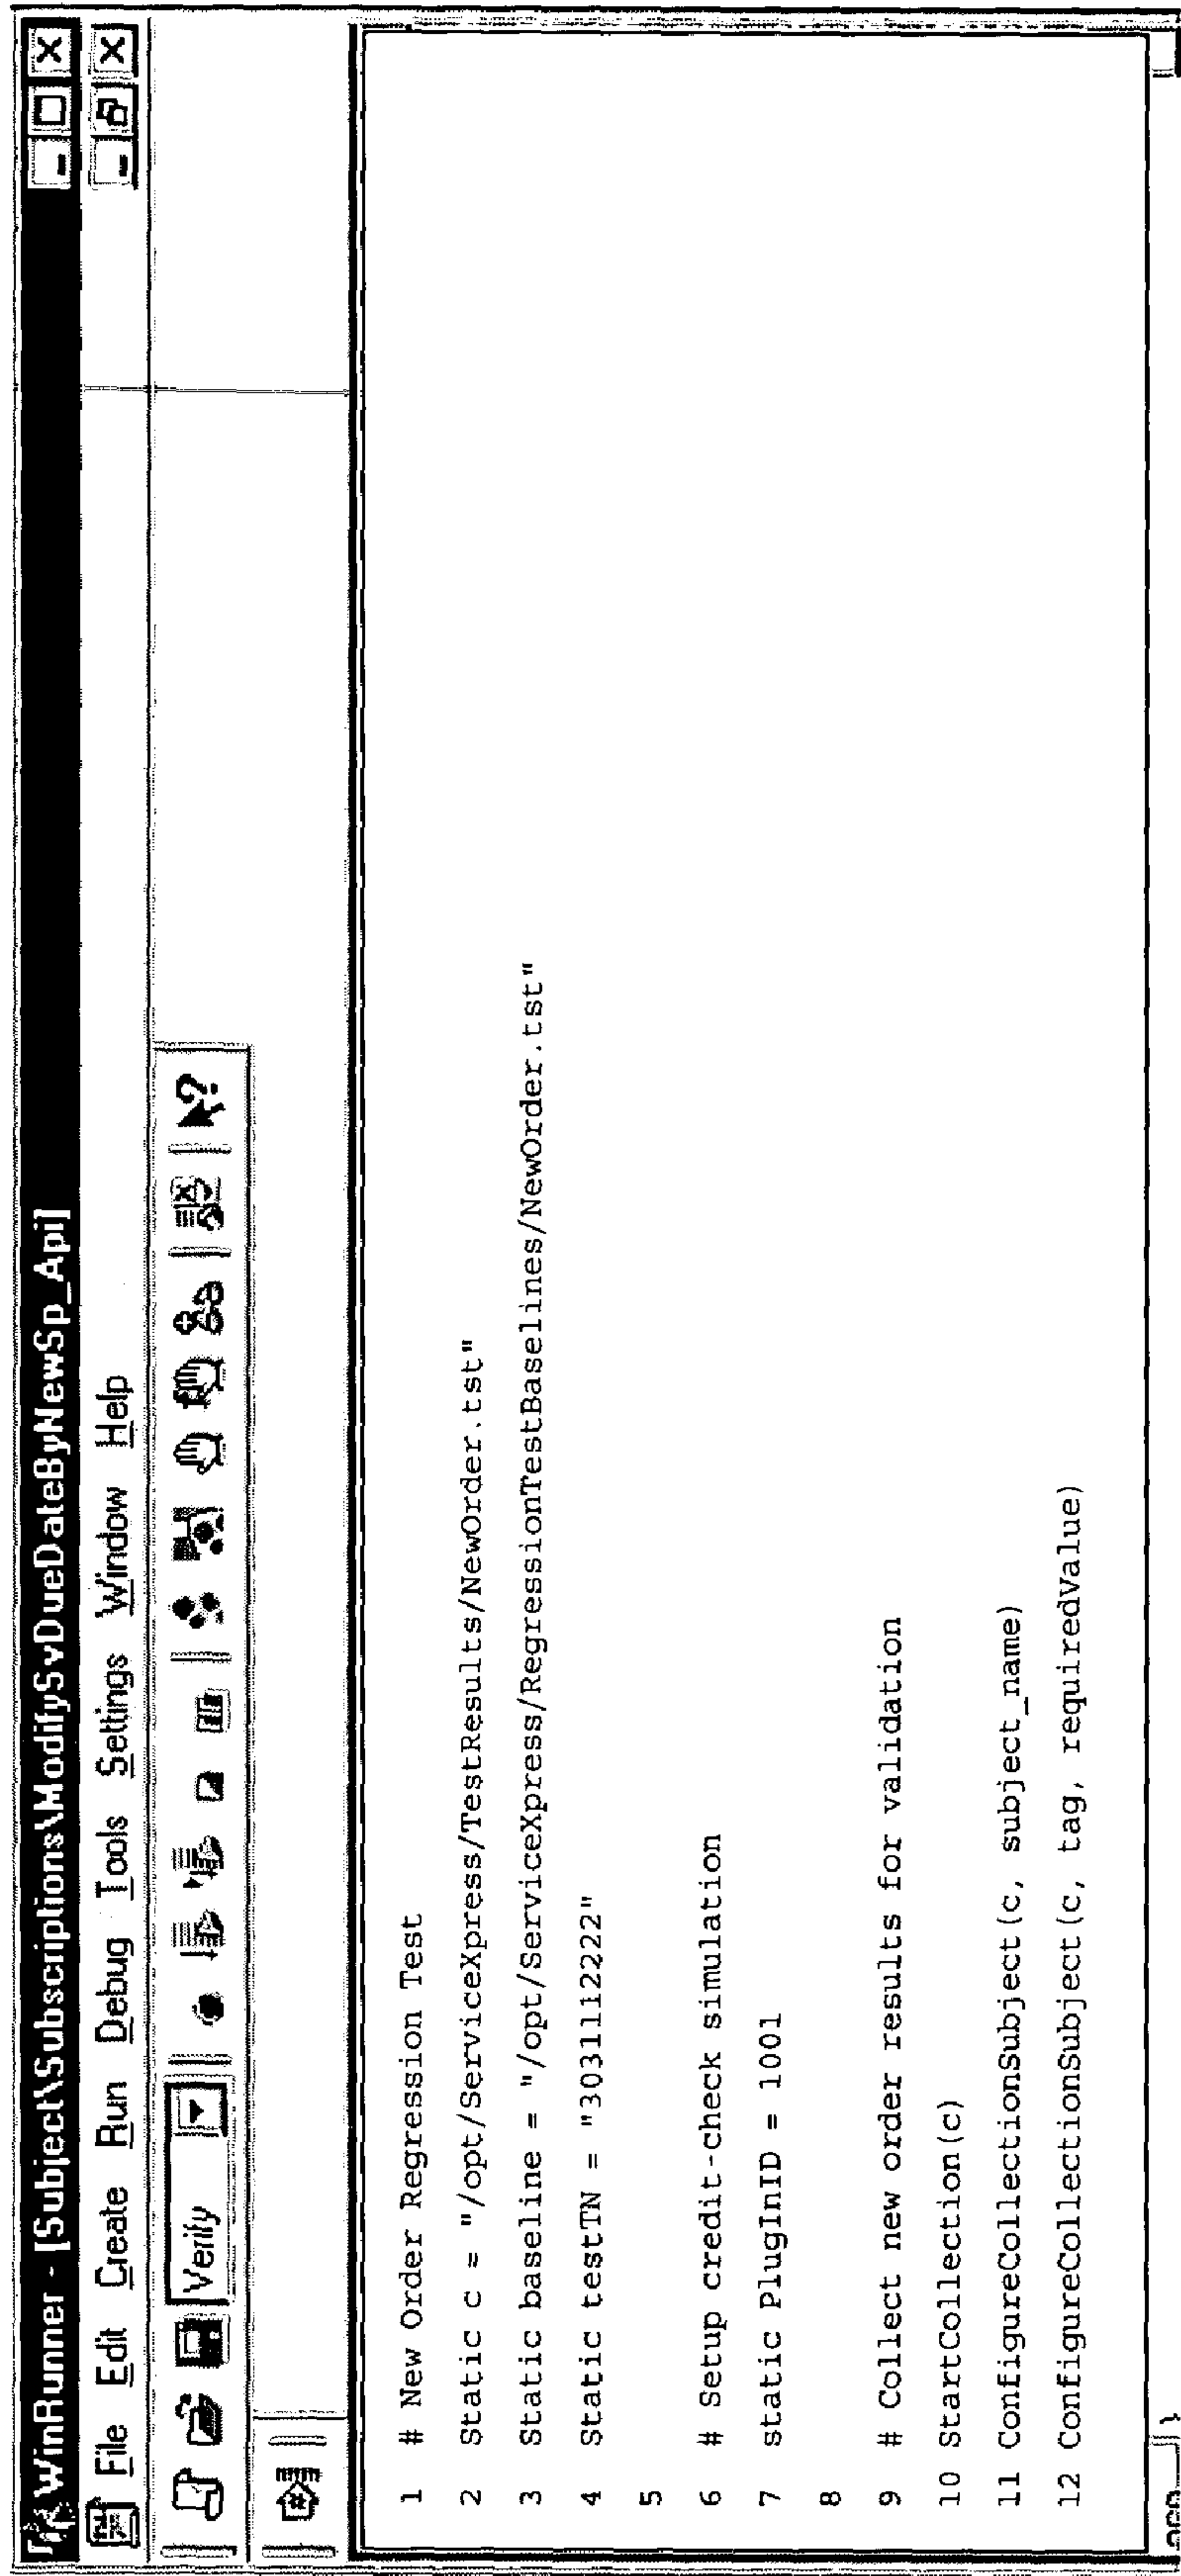 WinRunner - [Subject\Subscriptions\ModifySvDueDateByNewSp_Api]
File Edit Create Run Debug Tools Settings Window Help
Verify
1 # New Order Regression Test
2 Static c = "/opt/ServiceXpress/TestResults/NewOrder.tst"
3 Static baseline = "/opt/ServiceXpress/RegressionTestBaselines/NewOrder.tst"
4 Static testTN = "3031112222"
5
6 # Setup credit-check simulation
7 static PlugInID = 1001
8
9 # Collect new order results for validation
10 StartCollection(c)
11 ConfigureCollectionSubject(c, subject_name)
12 ConfigureCollectionSubject(c, tag, requiredValue)